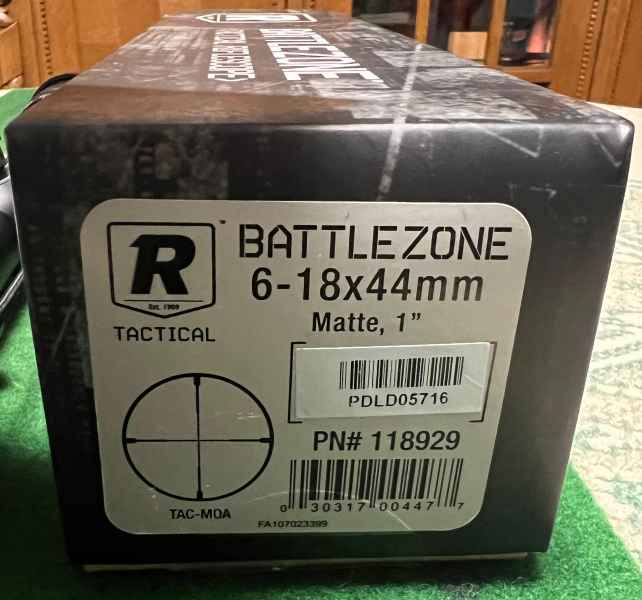 BATTLEZONE
R
Est. 1909
™
TACTICAL
BATTLEZONE
6-18x44mm
Matte, 1”
PDLD05716
PN# 118929
0 30317 00447 7
TAC-MOA
FA107023399